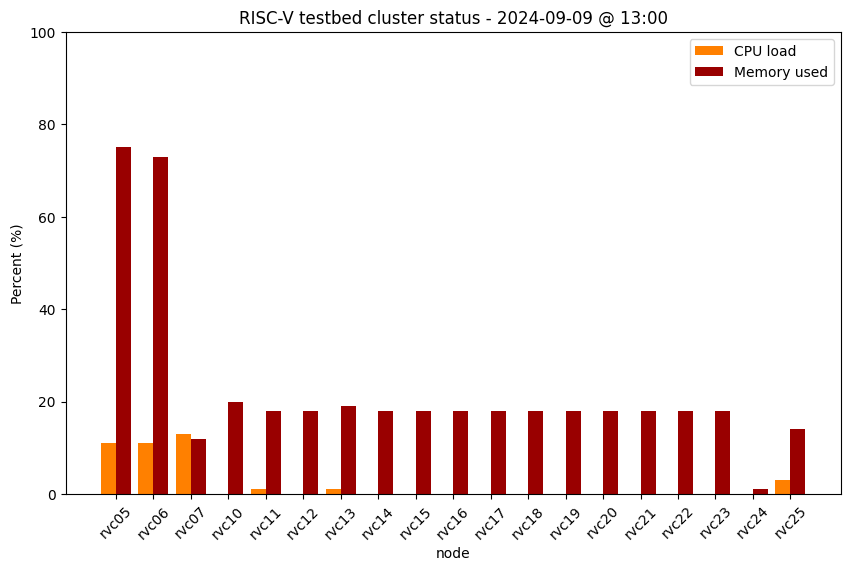 RISC-V testbed cluster status - 2024-09-09 @ 13:00
CPU load
Memory used
Percent (%)
100
80
60
40
20
0
rvc05
rvc06
rvc07
rvc10
rvc11
rvc12
rvc13
rvc14
rvc15
rvc16
rvc17
rvc18
rvc19
rvc20
rvc21
rvc22
rvc23
rvc24
rvc25
node